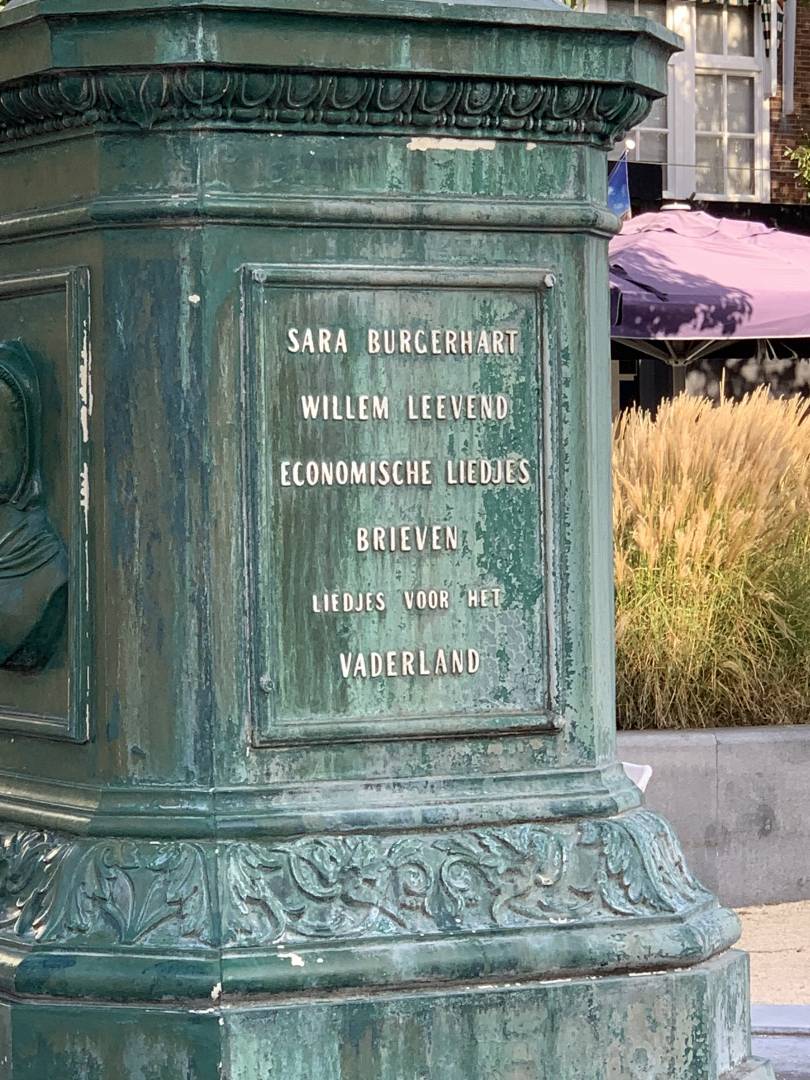 SARA BURGERHART
WILLEM LEEVEND
ECONOMISCHE LIEDJES
BRIEVEN
LIEDJES VOOR HET
VADERLAND